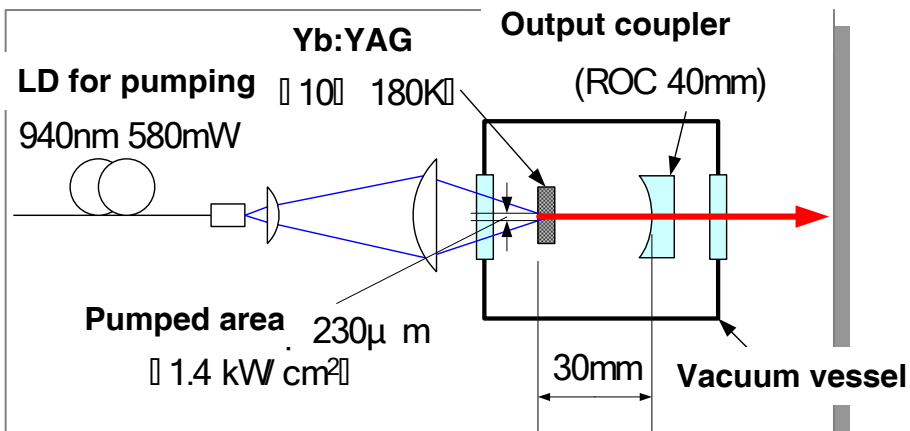 Output coupler
(ROC 40mm)
Yb:YAG
10 180K
LD for pumping
940nm 580mW
Pumped area
230μ m
1.4 kW/ cm²
30mm
Vacuum vessel